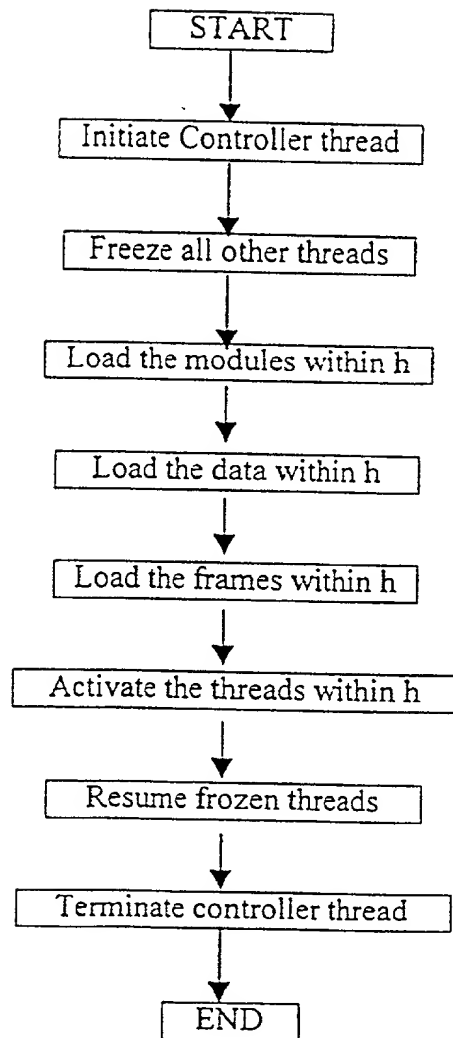 START
Initiate Controller thread
Freeze all other threads
Load the modules within h
Load the data within h
Load the frames within h
Activate the threads within h
Resume frozen threads
Terminate controller thread
END